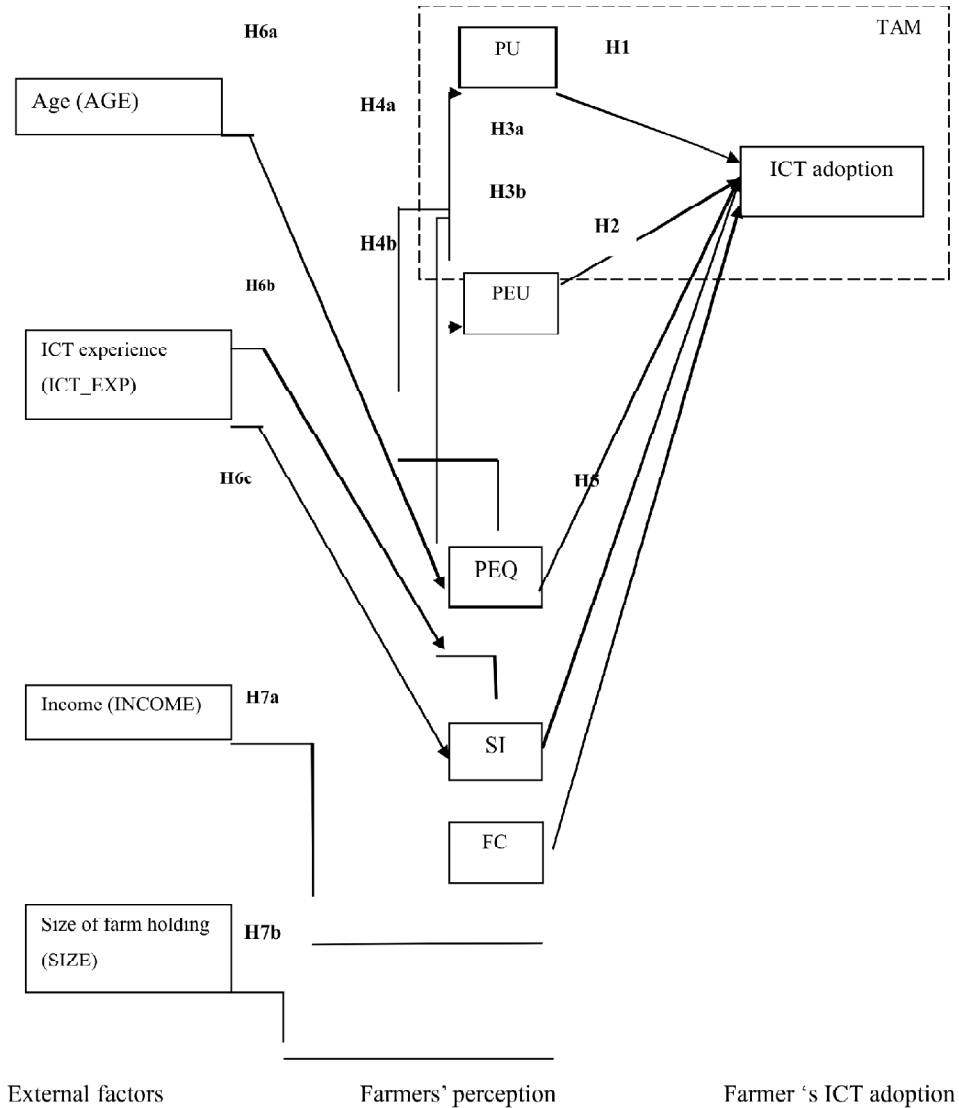 H6a
PU
H1
TAM
Age (AGE)
H4a
H3a
ICT adoption
H3b
H4b
H2
H6b
PEU
ICT experience
(ICT_EXP)
H6c
H5
PEQ
Income (INCOME)
H7a
SI
FC
Size of farm holding
(SIZE)
H7b
External factors
Farmers’ perception
Farmer ‘s ICT adoption